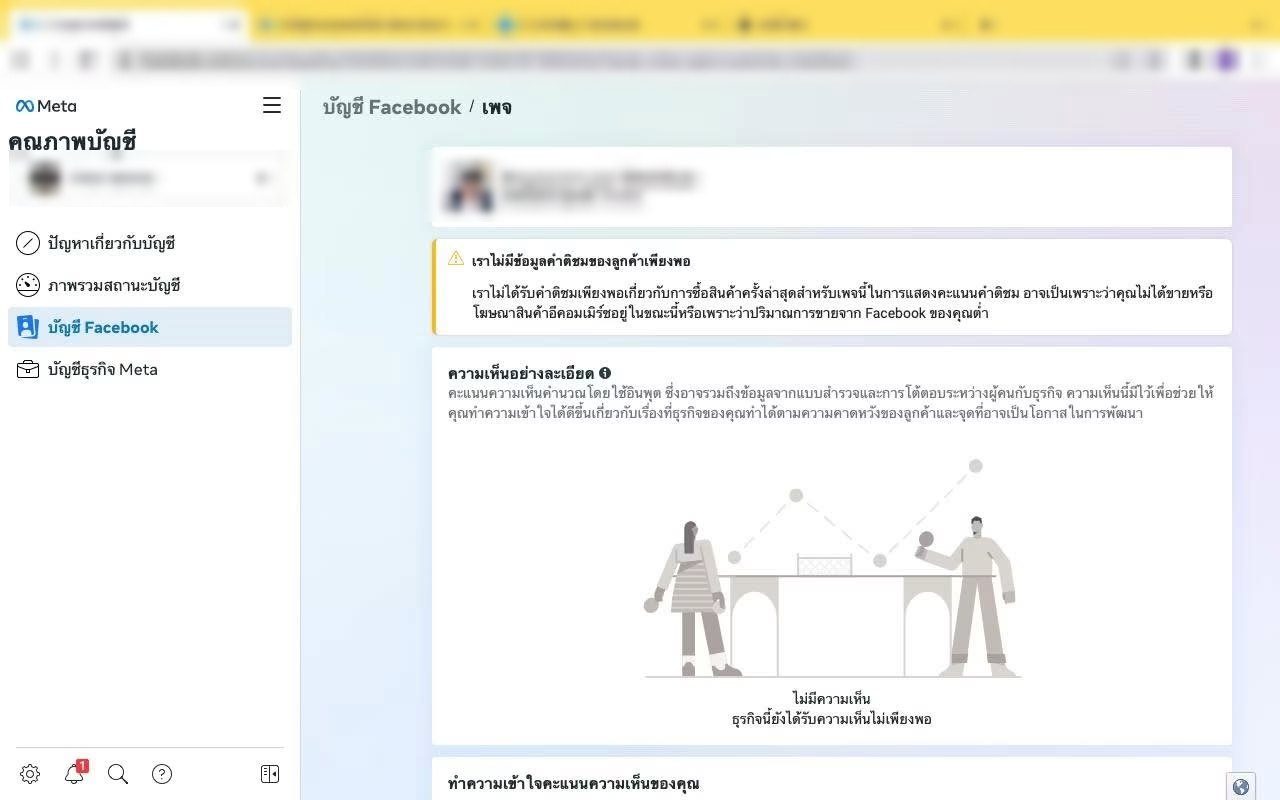 Meta
คุณภาพบัญชี
ปัญหาเกี่ยวกับบัญชี
ภาพรวมสถานะบัญชี
บัญชี Facebook
บัญชีธุรกิจ Meta
1
บัญชี Facebook / เพจ
เราไม่มีข้อมูลคำติชมของลูกค้าเพียงพอ
เราไม่ได้รับคำติชมเพียงพอเกี่ยวกับการซื้อสินค้าครั้งล่าสุดสำหรับเพจนี้ในการแสดงคะแนนคำติชม อาจเป็นเพราะว่าคุณไม่ได้ขายหรือ
โฆษณาสินค้าอีคอมเมิร์ซอยู่ในขณะนี้หรือเพราะว่าปริมาณการขายจาก Facebook ของคุณต่ำ
ความเห็นอย่างละเอียด
คะแนนความเห็นคำนวณโดยใช้อินพุต ซึ่งอาจรวมถึงข้อมูลจากแบบสำรวจและการโต้ตอบระหว่างผู้คนกับธุรกิจ ความเห็นนี้มีไว้เพื่อช่วยให้
คุณทำความเข้าใจได้ดีขึ้นเกี่ยวกับเรื่องที่ธุรกิจของคุณทำได้ตามความคาดหวังของลูกค้าและจุดที่อาจเป็นโอกาสในการพัฒนา
ไม่มีความเห็น
ธุรกิจนี้ยังได้รับความเห็นไม่เพียงพอ
ทำความเข้าใจคะแนนความเห็นของคุณ